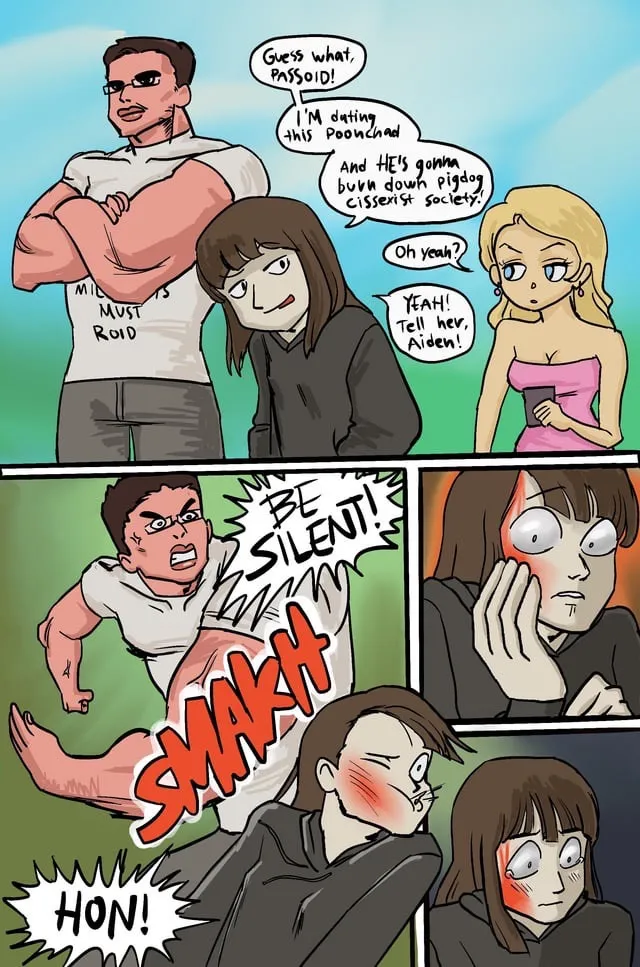 Guess what,
PASSOID!
I'M dating
this Poonchad
And HE'S gonna
burn down pigdog
cissexist society!
Oh yeah?
YEAH!
Tell her,
Aiden!
MUST
ROID
BE
SILENT!
SMAKH
HON!